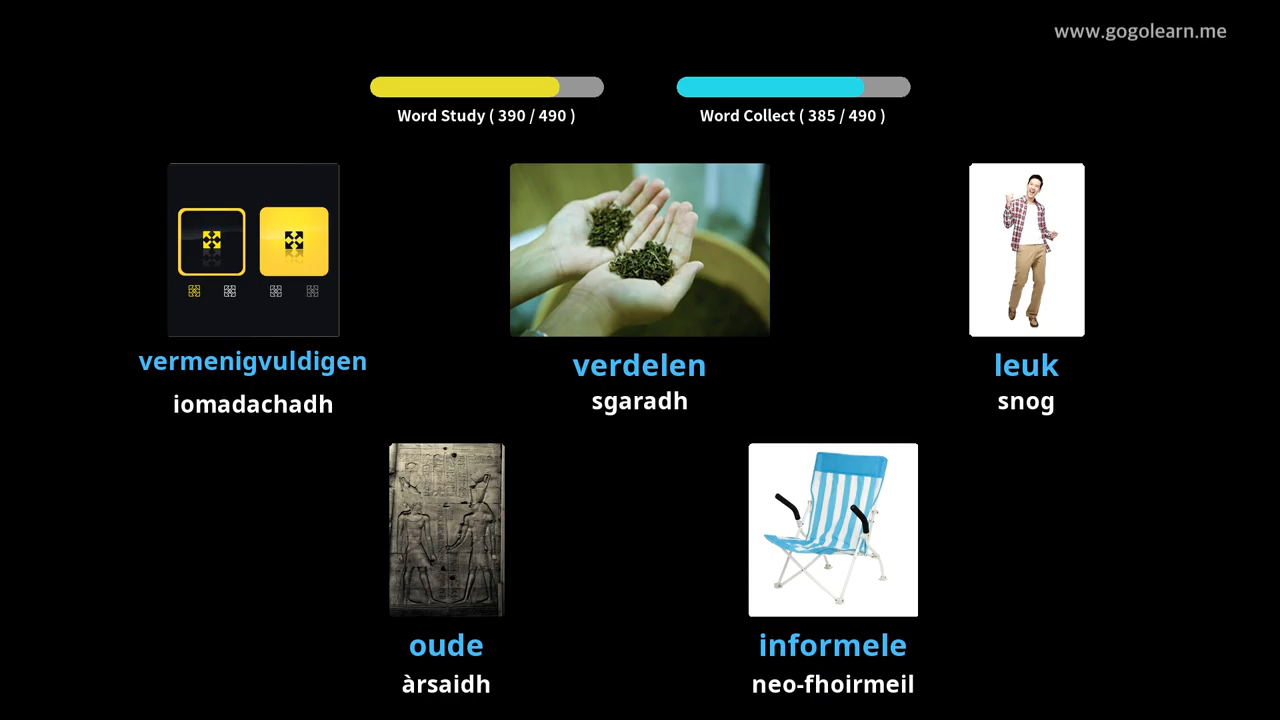 www.gogolearn.me
Word Study ( 390 / 490 )
Word Collect ( 385 / 490 )
vermenigvuldigen
iomadachadh
verdelen
sgaradh
leuk
snog
oude
àrsaidh
informele
neo-fhoirmeil